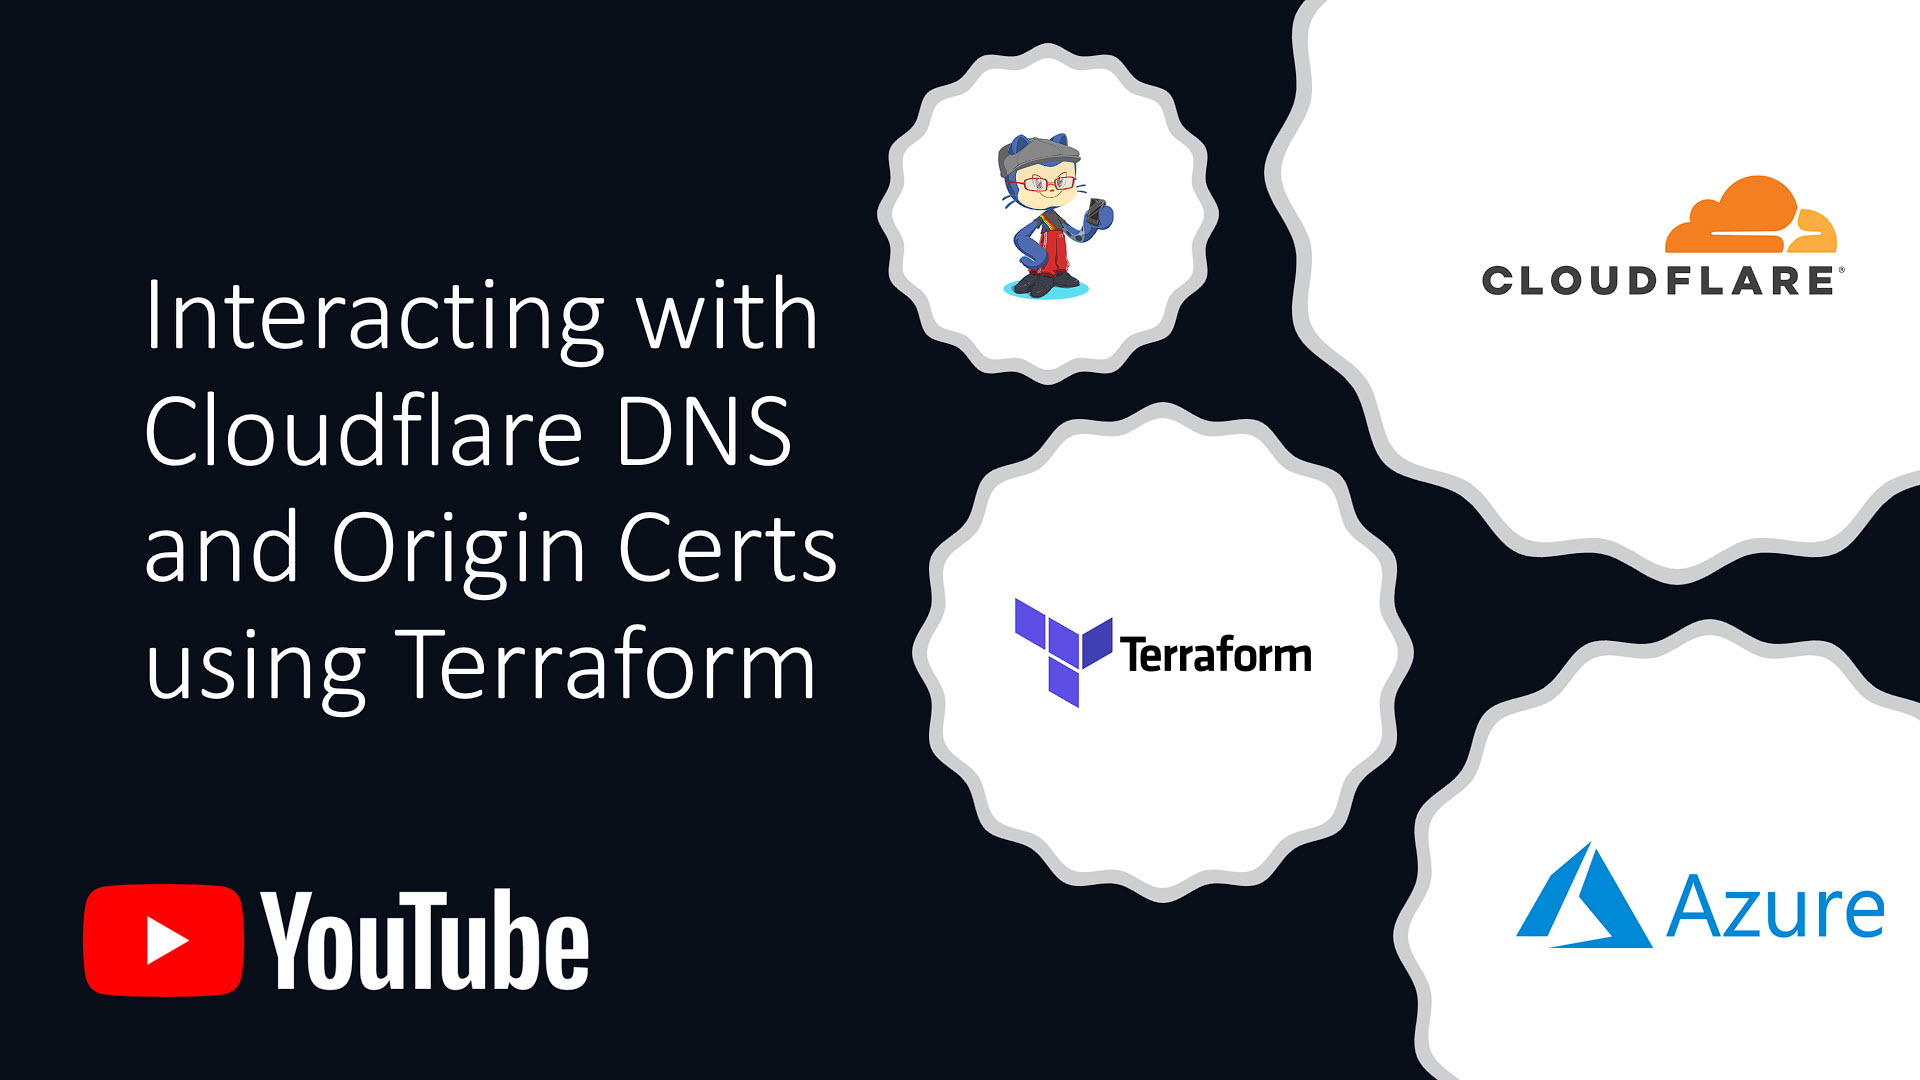 Interacting with
Cloudflare DNS
and Origin Certs
using Terraform
YouTube
CLOUDFLARE®
Terraform
Azure